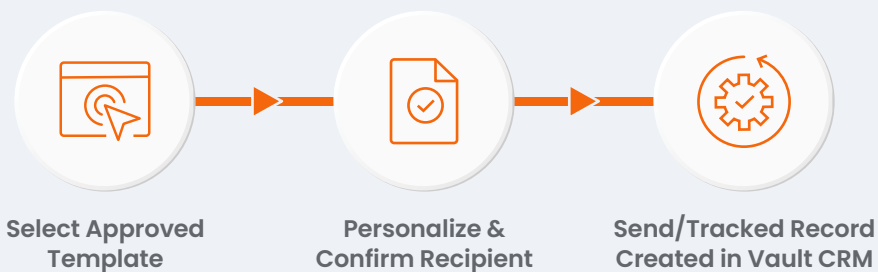 Select Approved
Template
Personalize &
Confirm Recipient
Send/Tracked Record
Created in Vault CRM